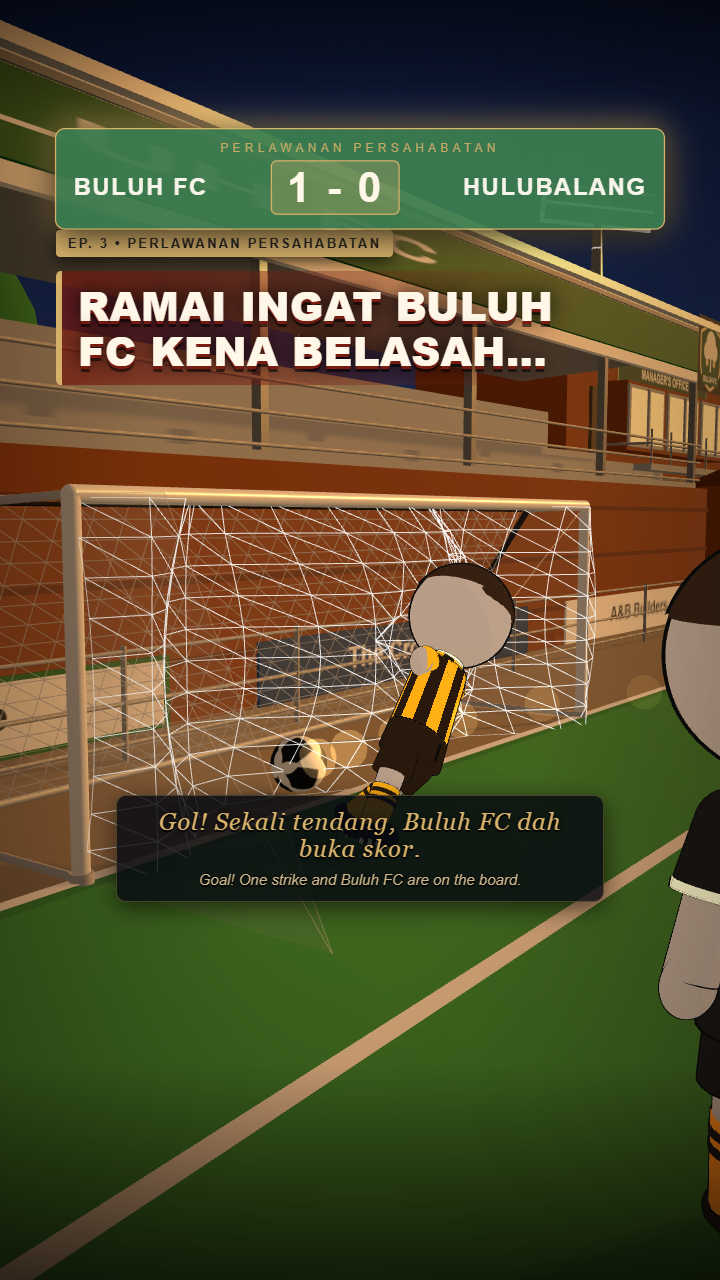 PERLAWANAN PERSAHABATAN
BULUH FC 1 - 0 HULUBALANG
EP. 3 • PERLAWANAN PERSAHABATAN
RAMAI INGAT BULUH
FC KENA BELASAH...
MANAGER'S OFFICE
A&B Builders
Gol! Sekali tendang, Buluh FC dah
buka skor.
Goal! One strike and Buluh FC are on the board.